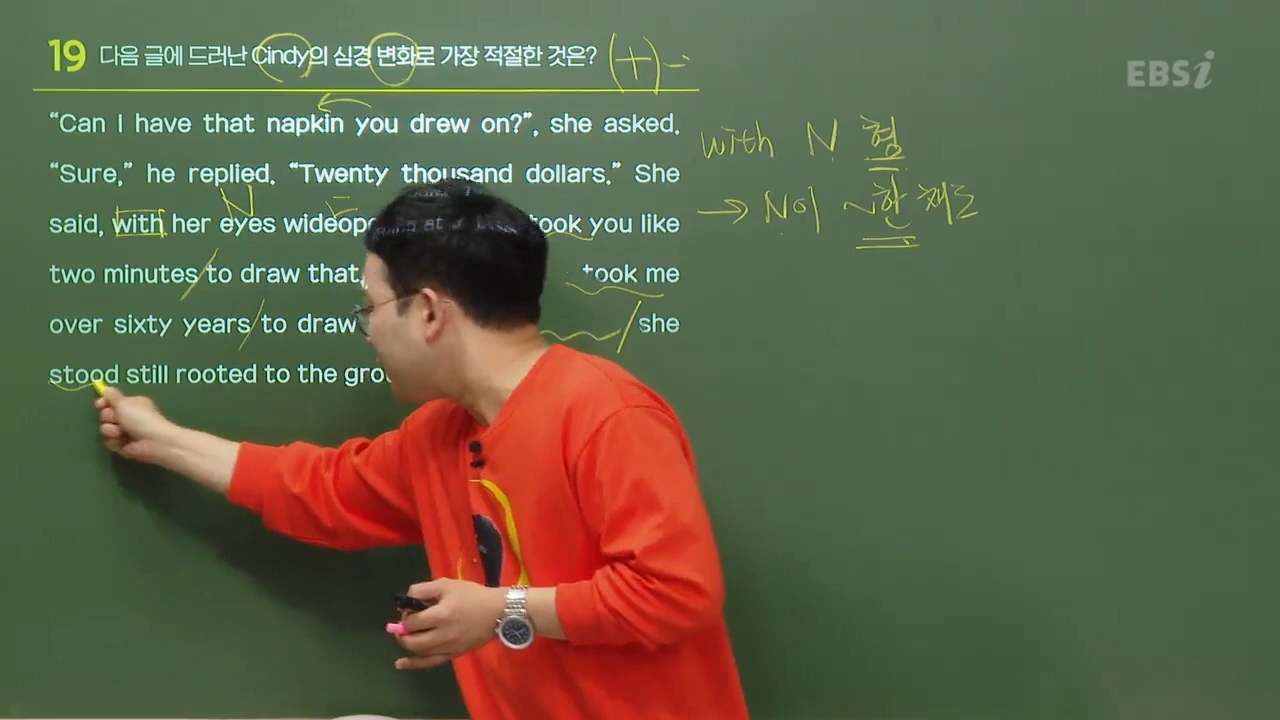 19 다음 글에 드러난 Cindy의 심경 변화로 가장 적절한 것은? (+) -
EBSi
“Can I have that napkin you drew on?”, she asked.
“Sure,” he replied. “Twenty thousand dollars.” She
said, with her eyes wideope took you like
two minutes to draw that. took me
over sixty years to draw she
stood still rooted to the grou
N
with N 형
→ N이 ~한 채로